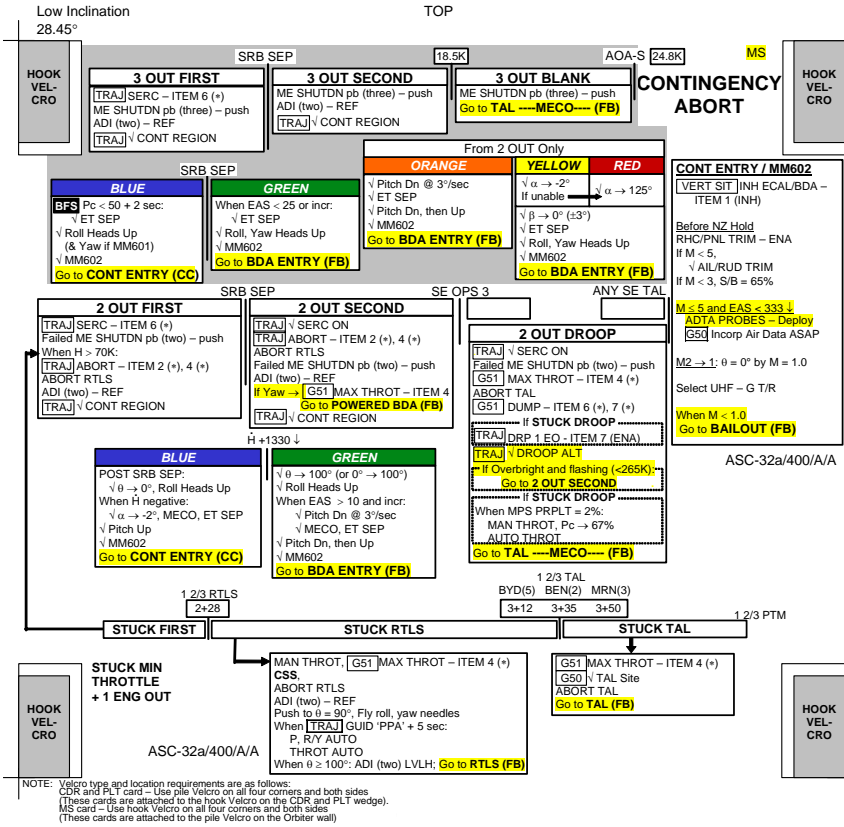 Low Inclination
28.45°
TOP
HOOK
VEL-
CRO
SRB SEP
18.5K
AOA-S 24.8K
MS
HOOK
VEL-
CRO
CONTINGENCY
ABORT
3 OUT FIRST
TRAJ SERC – ITEM 6 (*)
ME SHUTDN pb (three) – push
ADI (two) – REF
TRAJ √ CONT REGION
3 OUT SECOND
ME SHUTDN pb (three) – push
ADI (two) – REF
TRAJ √ CONT REGION
3 OUT BLANK
ME SHUTDN pb (three) – push
Go to TAL ----MECO---- (FB)
SRB SEP
BLUE
BFS Pc < 50 + 2 sec:
√ ET SEP
√ Roll Heads Up
(& Yaw if MM601)
√ MM602
Go to CONT ENTRY (CC)
GREEN
When EAS < 25 or incr:
√ ET SEP
√ Roll, Yaw Heads Up
√ MM602
Go to BDA ENTRY (FB)
From 2 OUT Only
ORANGE
√ Pitch Dn @ 3°/sec
√ ET SEP
√ Pitch Dn, then Up
√ MM602
Go to BDA ENTRY (FB)
YELLOW
RED
√ α → -2°
If unable
√ α → 125°
√ β → 0° (±3°)
√ ET SEP
√ Roll, Yaw Heads Up
√ MM602
Go to BDA ENTRY (FB)
CONT ENTRY / MM602
VERT SIT INH ECAL/BDA –
ITEM 1 (INH)
Before NZ Hold
RHC/PNL TRIM – ENA
If M < 5,
√ AIL/RUD TRIM
If M < 3, S/B = 65%
M ≤ 5 and EAS < 333 ↓
ADTA PROBES – Deploy
G50 Incorp Air Data ASAP
M2 → 1: θ = 0° by M = 1.0
Select UHF – G T/R
When M < 1.0
Go to BAILOUT (FB)
ASC-32a/400/A/A
SRB SEP
SE OPS 3
ANY SE TAL
2 OUT FIRST
TRAJ SERC – ITEM 6 (*)
Failed ME SHUTDN pb (two) – push
When H > 70K:
TRAJ ABORT – ITEM 2 (*), 4 (*)
ABORT RTLS
ADI (two) – REF
TRAJ √ CONT REGION
2 OUT SECOND
TRAJ √ SERC ON
TRAJ ABORT – ITEM 2 (*), 4 (*)
ABORT RTLS
Failed ME SHUTDN pb (two) – push
ADI (two) – REF
If Yaw → G51 MAX THROT – ITEM 4
Go to POWERED BDA (FB)
TRAJ √ CONT REGION
2 OUT DROOP
TRAJ √ SERC ON
Failed ME SHUTDN pb (two) – push
G51 MAX THROT – ITEM 4 (*)
ABORT TAL
G51 DUMP – ITEM 6 (*), 7 (*)
If STUCK DROOP
TRAJ DRP 1 EO - ITEM 7 (ENA)
TRAJ √ DROOP ALT
If Overbright and flashing (<265K):
Go to 2 OUT SECOND
If STUCK DROOP
When MPS PRPLT = 2%:
MAN THROT, Pc → 67%
AUTO THROT
Go to TAL ----MECO---- (FB)
Ḣ +1330 ↓
BLUE
POST SRB SEP:
√ θ → 0°, Roll Heads Up
When Ḣ negative:
√ α → -2°, MECO, ET SEP
√ Pitch Up
√ MM602
Go to CONT ENTRY (CC)
GREEN
√ θ → 100° (or 0° → 100°)
√ Roll Heads Up
When EAS > 10 and incr:
√ Pitch Dn @ 3°/sec
√ MECO, ET SEP
√ Pitch Dn, then Up
√ MM602
Go to BDA ENTRY (FB)
1 2/3 RTLS
2+28
1 2/3 TAL
BYD(5) BEN(2) MRN(3)
3+12 3+35 3+50
1 2/3 PTM
STUCK FIRST
STUCK RTLS
STUCK TAL
HOOK
VEL-
CRO
STUCK MIN
THROTTLE
+ 1 ENG OUT
ASC-32a/400/A/A
MAN THROT, G51 MAX THROT – ITEM 4 (*)
CSS,
ABORT RTLS
ADI (two) – REF
Push to θ = 90°, Fly roll, yaw needles
When TRAJ GUID 'PPA' + 5 sec:
P, R/Y AUTO
THROT AUTO
When θ ≥ 100°: ADI (two) LVLH; Go to RTLS (FB)
G51 MAX THROT – ITEM 4 (*)
G50 √ TAL Site
ABORT TAL
Go to TAL (FB)
HOOK
VEL-
CRO
NOTE: Velcro type and location requirements are as follows:
CDR and PLT card – Use pile Velcro on all four corners and both sides
(These cards are attached to the hook Velcro on the CDR and PLT wedge).
MS card – Use hook Velcro on all four corners and both sides
(These cards are attached to the pile Velcro on the Orbiter wall)